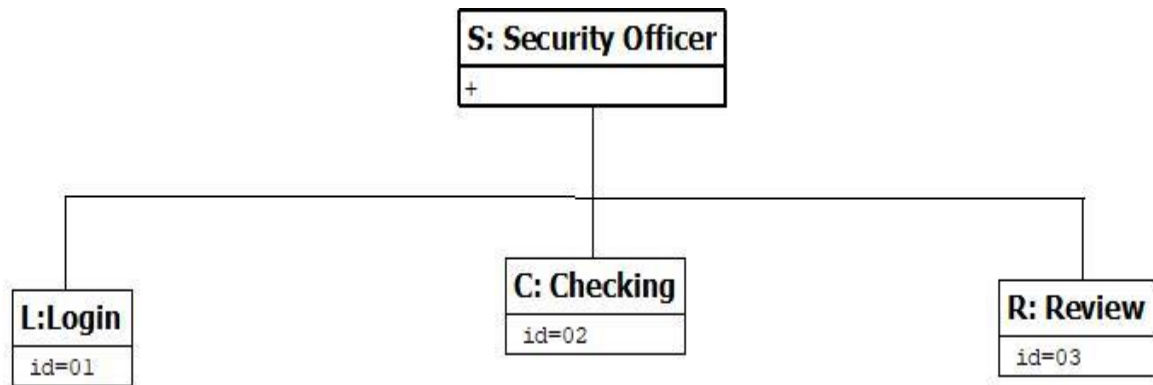 S: Security Officer
+
L:Login
id=01
C: Checking
id=02
R: Review
id=03